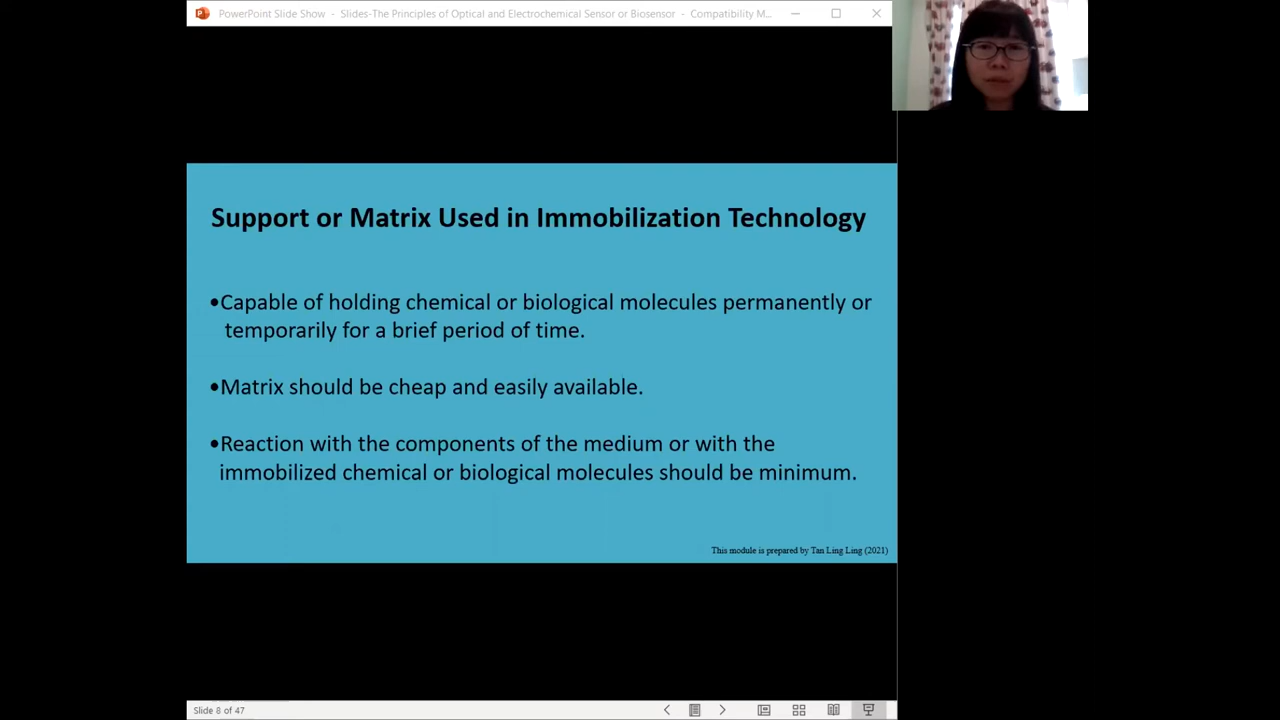 PowerPoint Slide Show - Slides-The Principles of Optical and Electrochemical Sensor or Biosensor - Compatibility M...
Support or Matrix Used in Immobilization Technology
•Capable of holding chemical or biological molecules permanently or
temporarily for a brief period of time.
•Matrix should be cheap and easily available.
•Reaction with the components of the medium or with the
immobilized chemical or biological molecules should be minimum.
This module is prepared by Tan Ling Ling (2021)
Slide 8 of 47